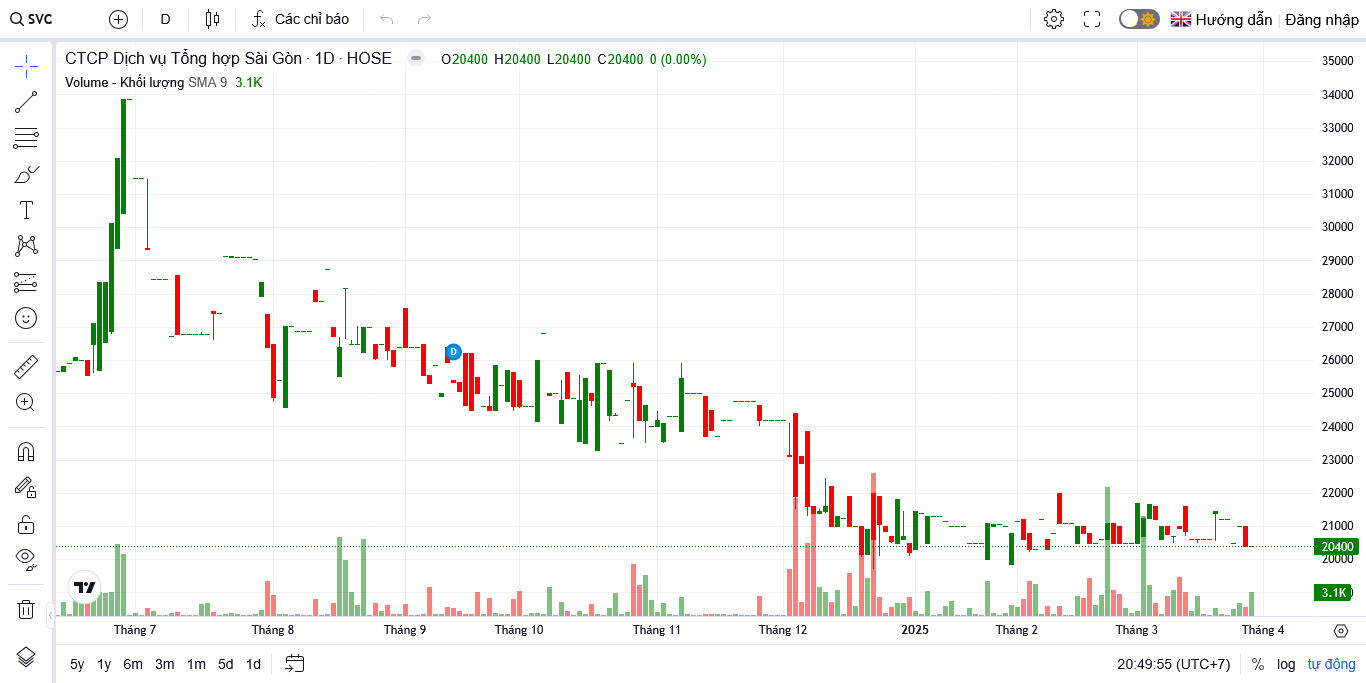 SVC D Các chỉ báo Hướng dẫn Đăng nhập
CTCP Dịch vụ Tổng hợp Sài Gòn · 1D · HOSE O20400 H20400 L20400 C20400 0 (0.00%)
Volume - Khối lượng SMA 9 3.1K
35000
34000
33000
32000
31000
30000
29000
28000
27000
26000
D
25000
24000
23000
22000
21000
20400
20000
3.1K
Tháng 7 Tháng 8 Tháng 9 Tháng 10 Tháng 11 Tháng 12 2025 Tháng 2 Tháng 3 Tháng 4
5y 1y 6m 3m 1m 5d 1d 20:49:55 (UTC+7) % log tự động